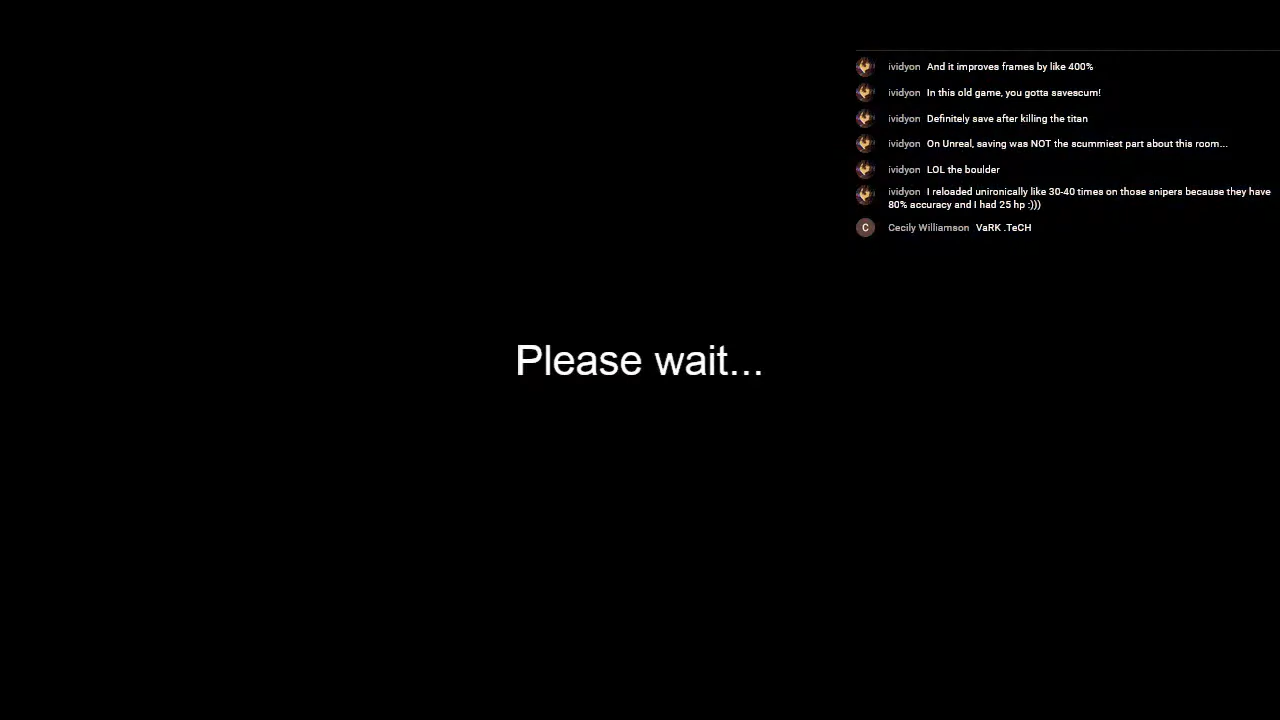 ividyon And it improves frames by like 400%
ividyon In this old game, you gotta savescum!
ividyon Definitely save after killing the titan
ividyon On Unreal, saving was NOT the scummiest part about this room...
ividyon LOL the boulder
ividyon I reloaded unironically like 30-40 times on those snipers because they have
80% accuracy and I had 25 hp :)))
C Cecily Williamson VaRK .TeCH
Please wait...